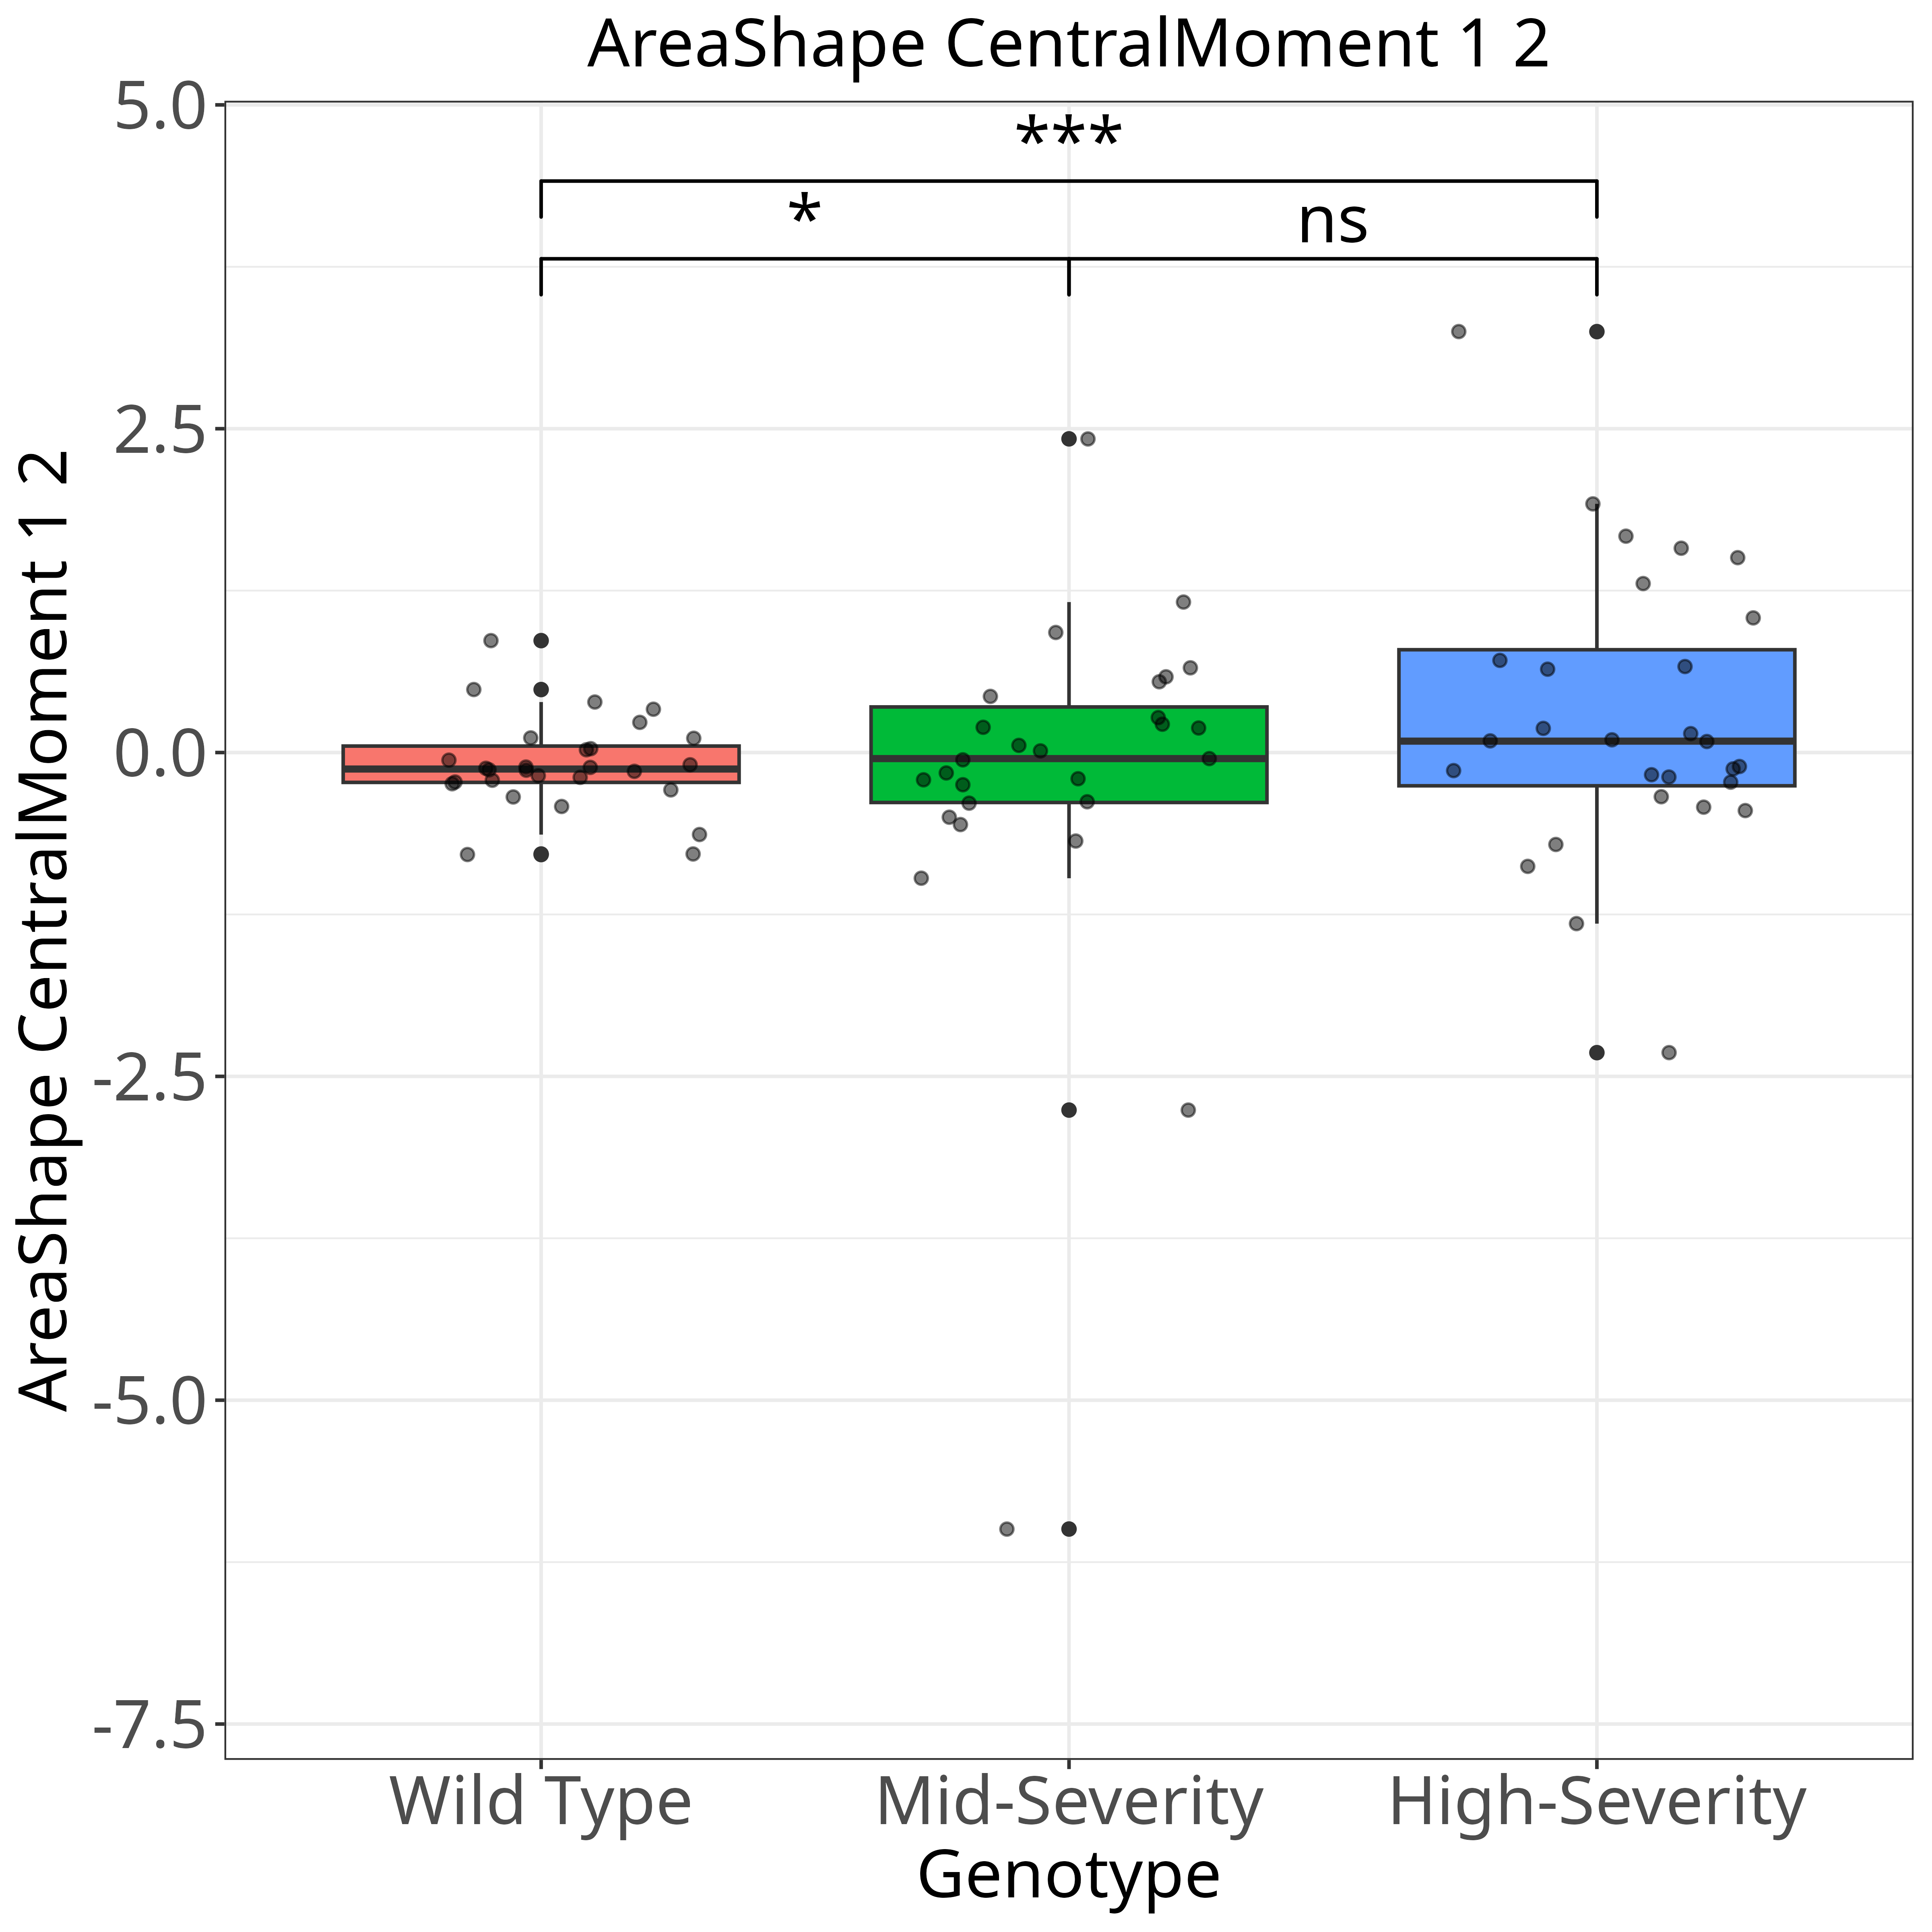 AreaShape CentralMoment 1 2
AreaShape CentralMoment 1 2
5.0
2.5
0.0
-2.5
-5.0
-7.5
***
*
ns
Wild Type
Mid-Severity
High-Severity
Genotype